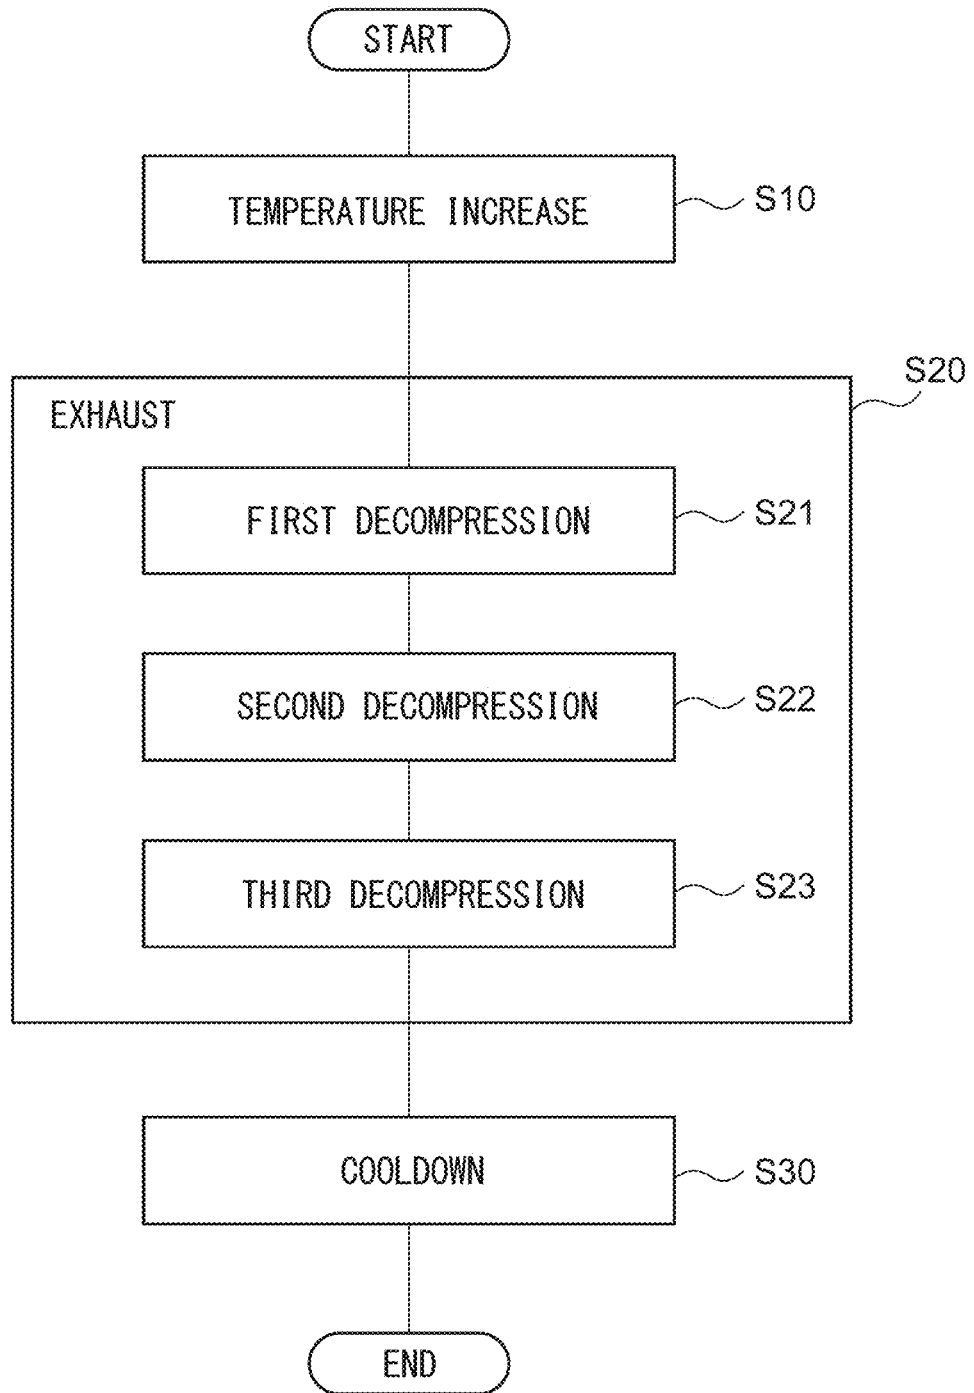 START
TEMPERATURE INCREASE
S10
S20
EXHAUST
FIRST DECOMPRESSION
S21
SECOND DECOMPRESSION
S22
THIRD DECOMPRESSION
S23
COOLDOWN
S30
END